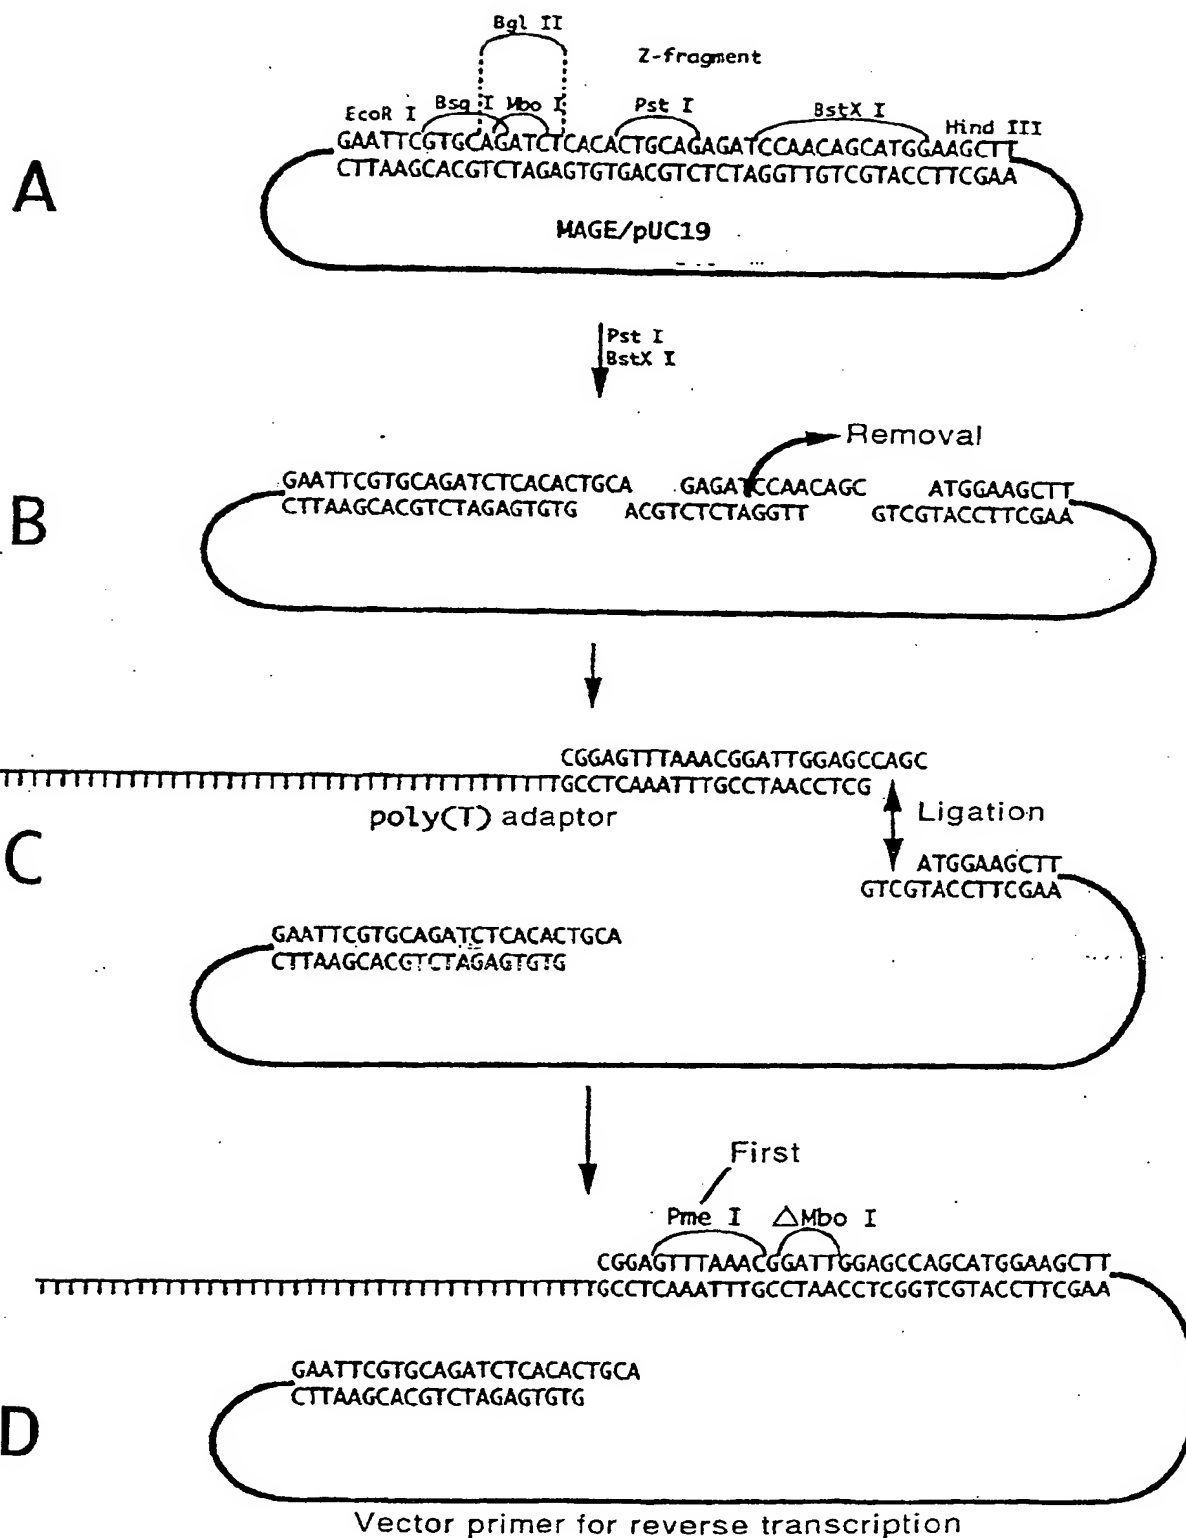 Bgl II
Z-fragment
EcoR I Bsg I Mbo I Pst I BstX I Hind III
GAATTCGTGCAGATCTCACACTGCAGAGATCCAACAGCATGGAAGCTT
CTTAAGCACGTCTAGAGTGTGACGTCTCTAGGTTGTCGTACCTTCGAA
A
MAGE/pUC19
Pst I
BstX I
Removal
GAATTCGTGCAGATCTCACACTGCA GAGATCCAACAGC ATGGAAGCTT
CTTAAGCACGTCTAGAGTGTG ACGTCTCTAGGTT GTCGTACCTTCGAA
B
CGGAGTTTAAACGGATTGGAGCCAGC
GCCTCAAATTTGCCTAACCTCG
poly(T) adaptor
Ligation
C
ATGGAAGCTT
GTCGTACCTTCGAA
GAATTCGTGCAGATCTCACACTGCA
CTTAAGCACGTCTAGAGTGTG
First
Pme I △Mbo I
CGGAGTTTAAACGGATTGGAGCCAGCATGGAAGCTT
GCCTCAAATTTGCCTAACCTCGGTCGTACCTTCGAA
GAATTCGTGCAGATCTCACACTGCA
CTTAAGCACGTCTAGAGTGTG
D
Vector primer for reverse transcription